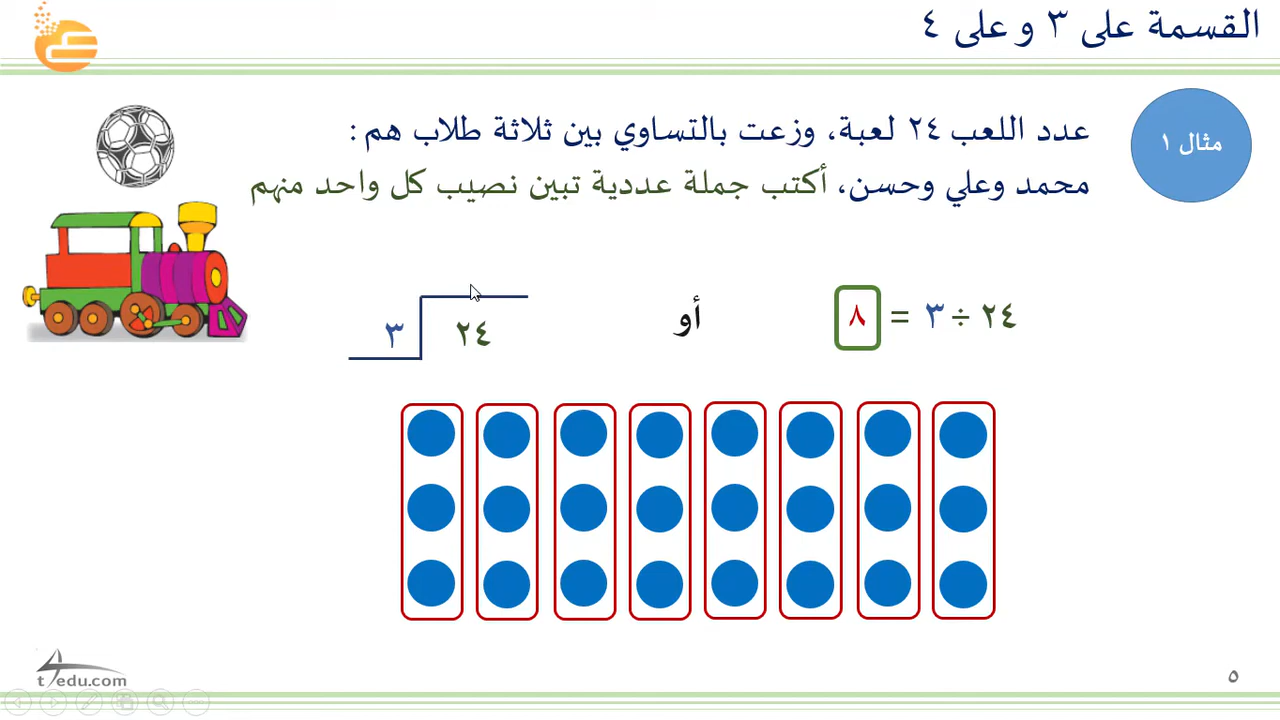 القسمة على ٣ و على ٤
مثال ١
عدد اللعب ٢٤ لعبة، وزعت بالتساوي بين ثلاثة طلاب هم :
محمد وعلي وحسن، أكتب جملة عددية تبين نصيب كل واحد منهم
٢٤ ÷ ٣ = ٨
أو
٣ ٢٤
t4edu.com
٥